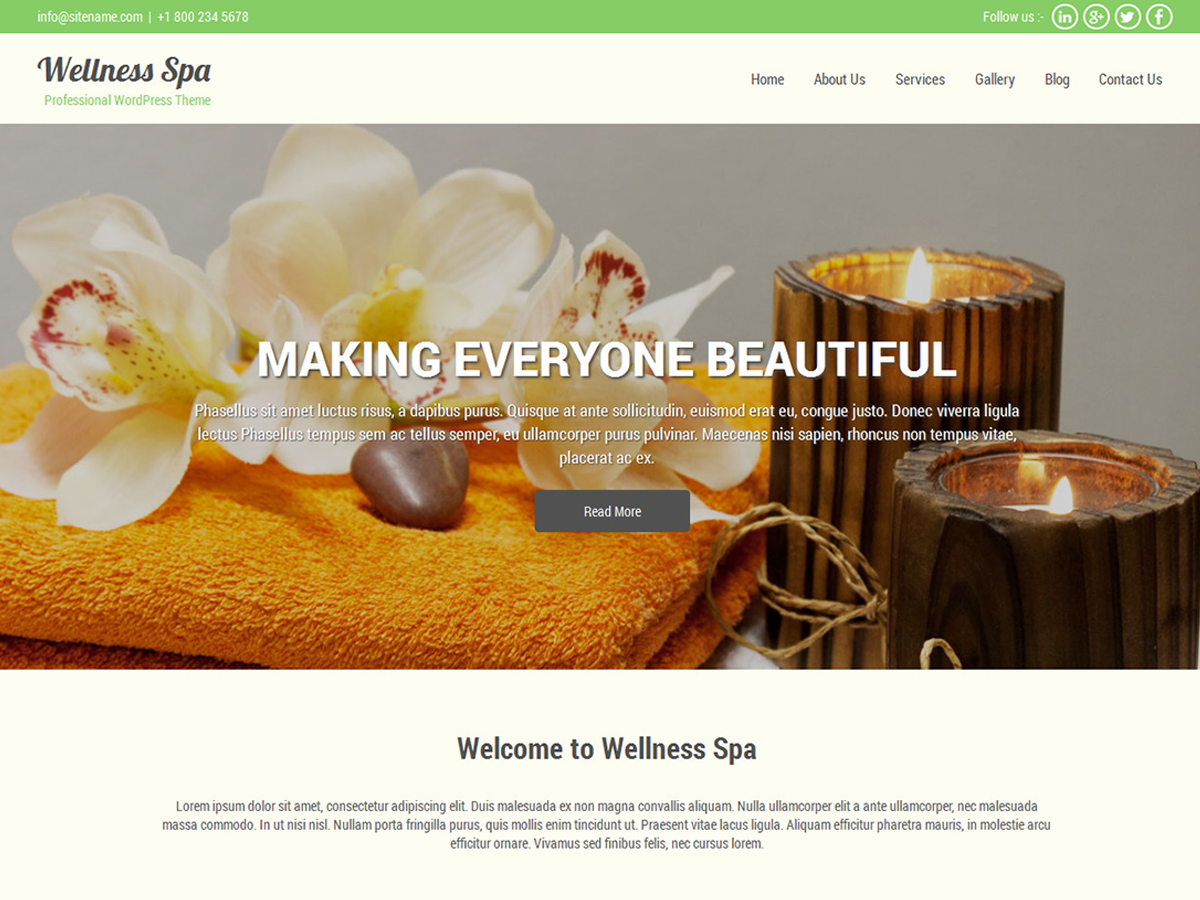 info@sitename.com | +1 800 234 5678
Follow us :-
Wellness Spa
Professional WordPress Theme
Home About Us Services Gallery Blog Contact Us
MAKING EVERYONE BEAUTIFUL
Phasellus sit amet luctus risus, a dapibus purus. Quisque at ante sollicitudin, euismod erat eu, congue justo. Donec viverra ligula
lectus Phasellus tempus sem ac tellus semper, eu ullamcorper purus pulvinar. Maecenas nisi sapien, rhoncus non tempus vitae,
placerat ac ex.
Read More
Welcome to Wellness Spa
Lorem ipsum dolor sit amet, consectetur adipiscing elit. Duis malesuada ex non magna convallis aliquam. Nulla ullamcorper elit a ante ullamcorper, nec malesuada
massa commodo. In ut nisi nisl. Nullam porta fringilla purus, quis mollis enim tincidunt ut. Praesent vitae lacus ligula. Aliquam efficitur pharetra mauris, in molestie arcu
efficitur ornare. Vivamus sed finibus felis, nec cursus lorem.